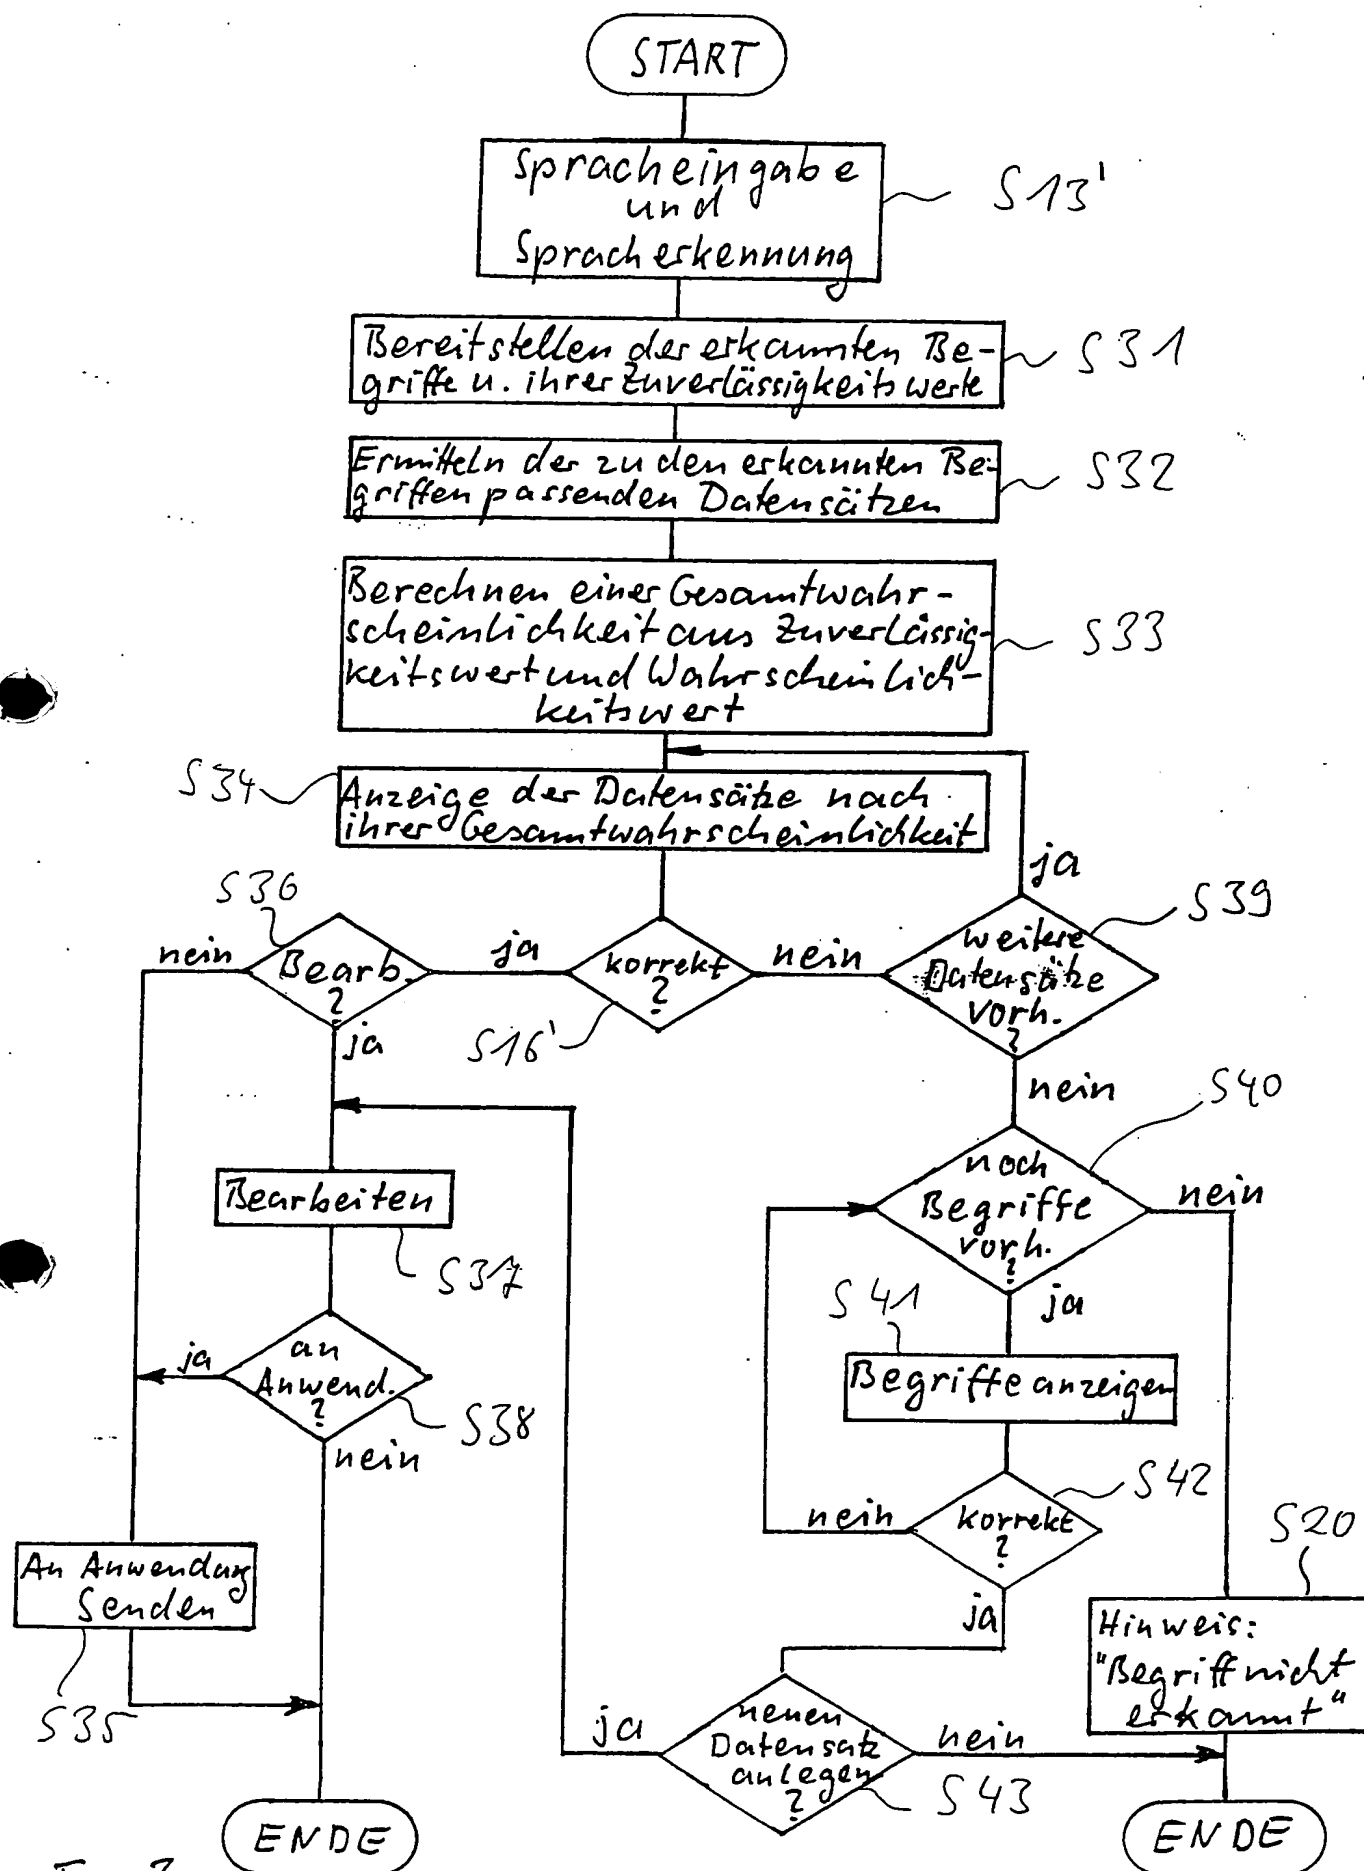 START
Spracheingabe
und
Spracherkennung
S13'
Bereitstellen der erkannten Be-
griffe u. ihrer Zuverlässigkeitswerte
S31
Ermitteln der zu den erkannten Be-
griffen passenden Datensätzen
S32
Berechnen einer Gesamtwahr-
scheinlichkeit aus Zuverlässig-
keitswert und Wahrscheinlich-
keitswert
S33
S34
Anzeige der Datensätze nach
ihrer Gesamtwahrscheinlichkeit
ja
S36
S39
nein
Bearb.
?
ja
korrekt
?
nein
weitere
Datensätze
vorh.
?
ja
S16'
nein
S40
noch
Begriffe
vorh.
?
nein
Bearbeiten
S37
S41
ja
ja
an
Anwend.
?
S38
Begriffe anzeigen
nein
S42
nein
korrekt
?
S20
An Anwendung
Senden
ja
Hinweis:
"Begriff nicht
erkannt"
S35
ja
neuen
Datensatz
anlegen
?
nein
S43
ENDE
ENDE